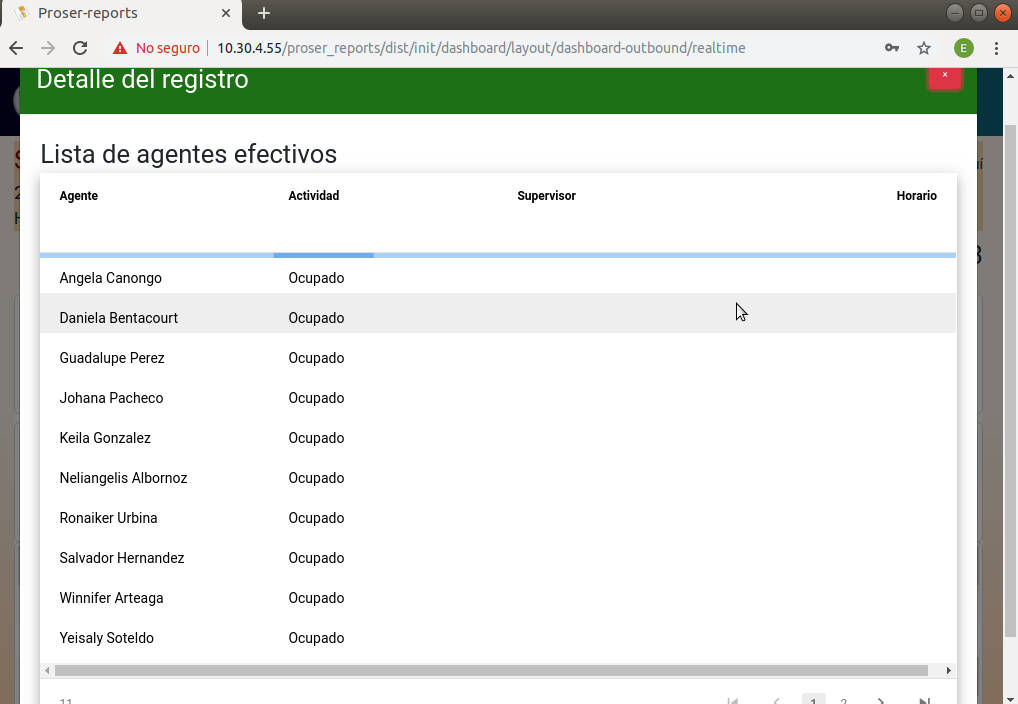 Proser-reports
No seguro
10.30.4.55/proser_reports/dist/init/dashboard/layout/dashboard-outbound/realtime
E
Detalle del registro
×
Lista de agentes efectivos
Agente Actividad Supervisor Horario
Angela Canongo Ocupado
Daniela Bentacourt Ocupado
Guadalupe Perez Ocupado
Johana Pacheco Ocupado
Keila Gonzalez Ocupado
Neliangelis Albornoz Ocupado
Ronaiker Urbina Ocupado
Salvador Hernandez Ocupado
Winnifer Arteaga Ocupado
Yeisaly Soteldo Ocupado
11 1 2